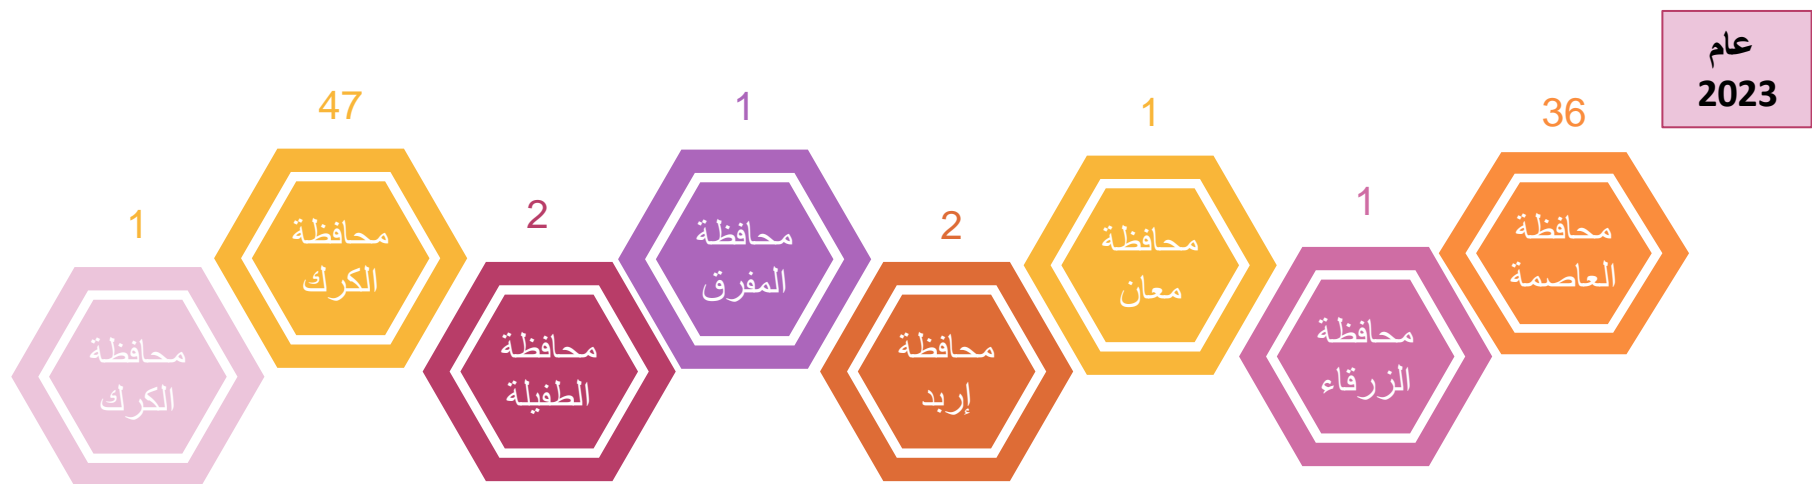 عام
2023
36
محافظة
العاصمة
1
محافظة
الزرقاء
1
محافظة
معان
2
محافظة
إربد
1
محافظة
المفرق
2
محافظة
الطفيلة
47
محافظة
الكرك
1
محافظة
الكرك